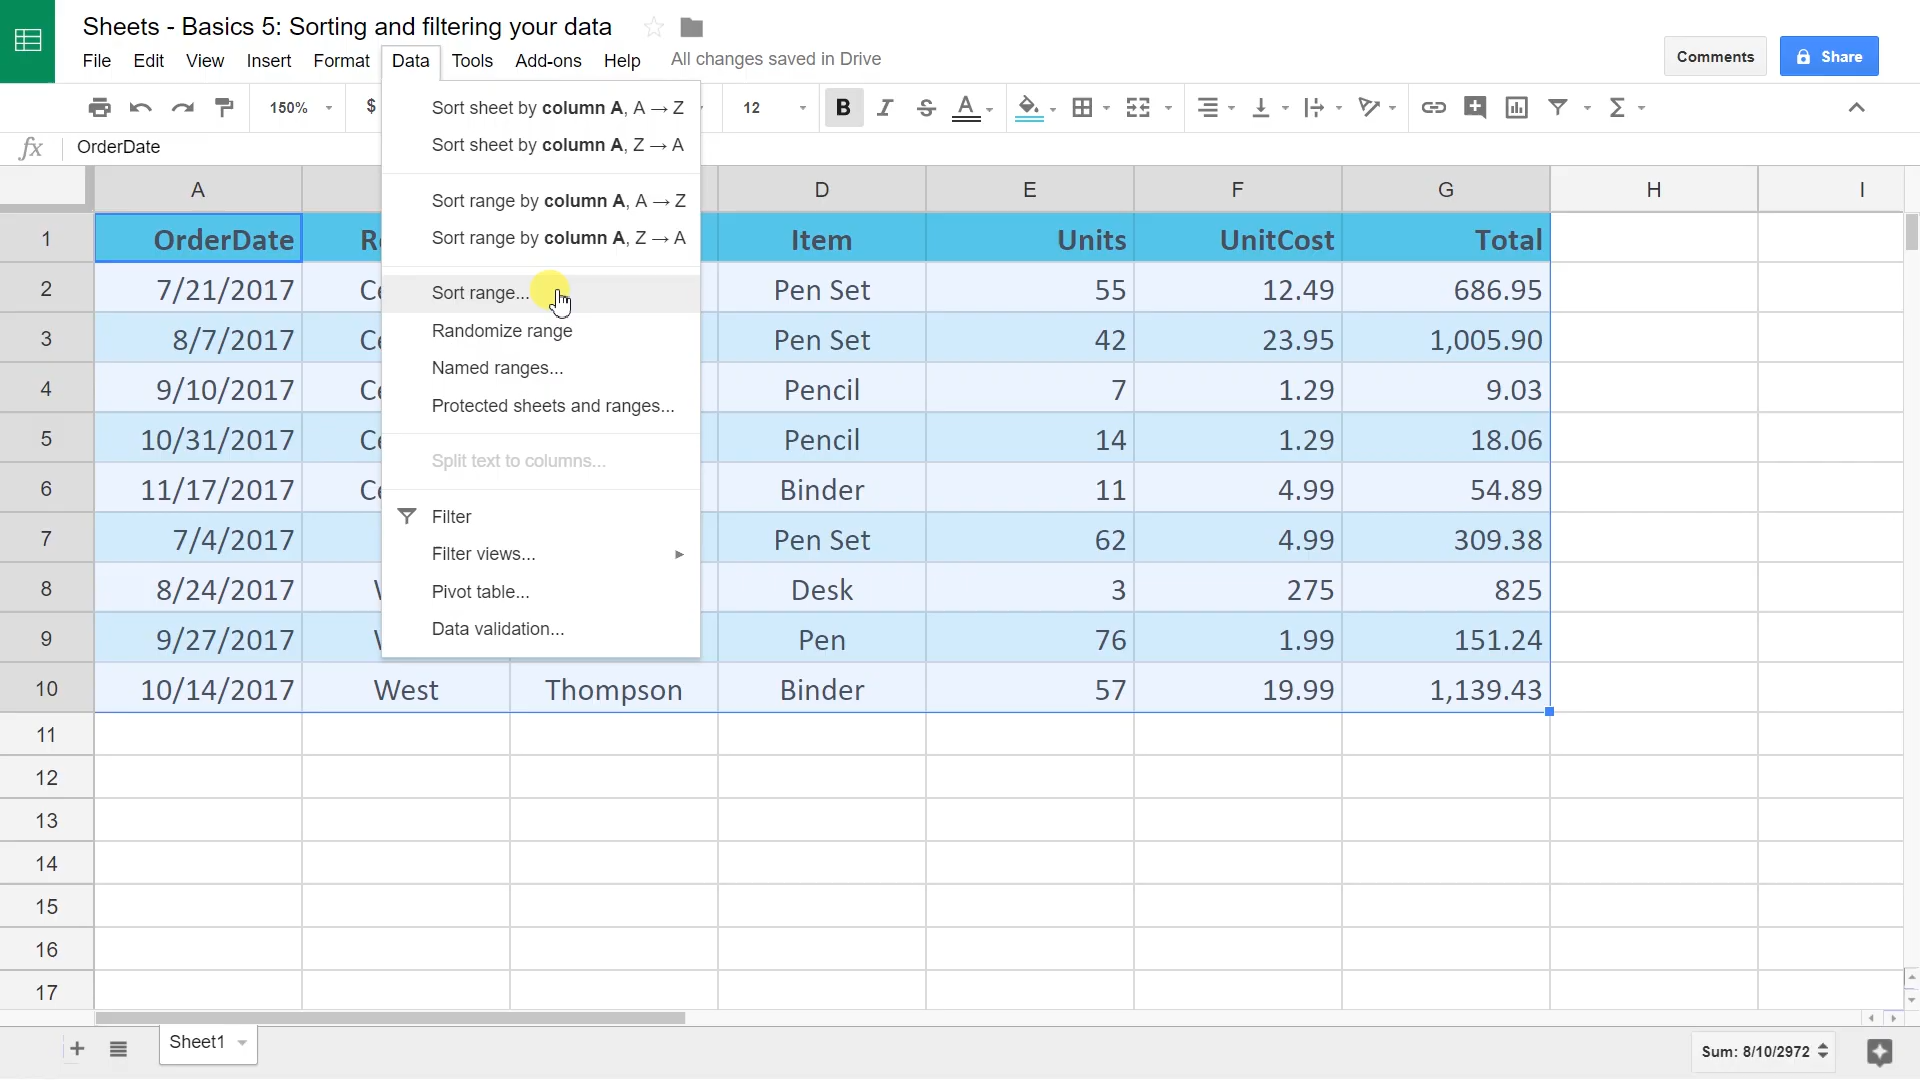 Sheets - Basics 5: Sorting and filtering your data
File Edit View Insert Format Data Tools Add-ons Help All changes saved in Drive
Comments Share
150% $ 12 B
fx OrderDate
Sort sheet by column A, A → Z
Sort sheet by column A, Z → A
Sort range by column A, A → Z
Sort range by column A, Z → A
Sort range...
Randomize range
Named ranges...
Protected sheets and ranges...
Split text to columns...
Filter
Filter views...
Pivot table...
Data validation...
A D E F G H I
1 OrderDate Item Units UnitCost Total
2 7/21/2017 Pen Set 55 12.49 686.95
3 8/7/2017 Pen Set 42 23.95 1,005.90
4 9/10/2017 Pencil 7 1.29 9.03
5 10/31/2017 Pencil 14 1.29 18.06
6 11/17/2017 Binder 11 4.99 54.89
7 7/4/2017 Pen Set 62 4.99 309.38
8 8/24/2017 Desk 3 275 825
9 9/27/2017 Pen 76 1.99 151.24
10 10/14/2017 West Thompson Binder 57 19.99 1,139.43
11
12
13
14
15
16
17
Sheet1 Sum: 8/10/2972